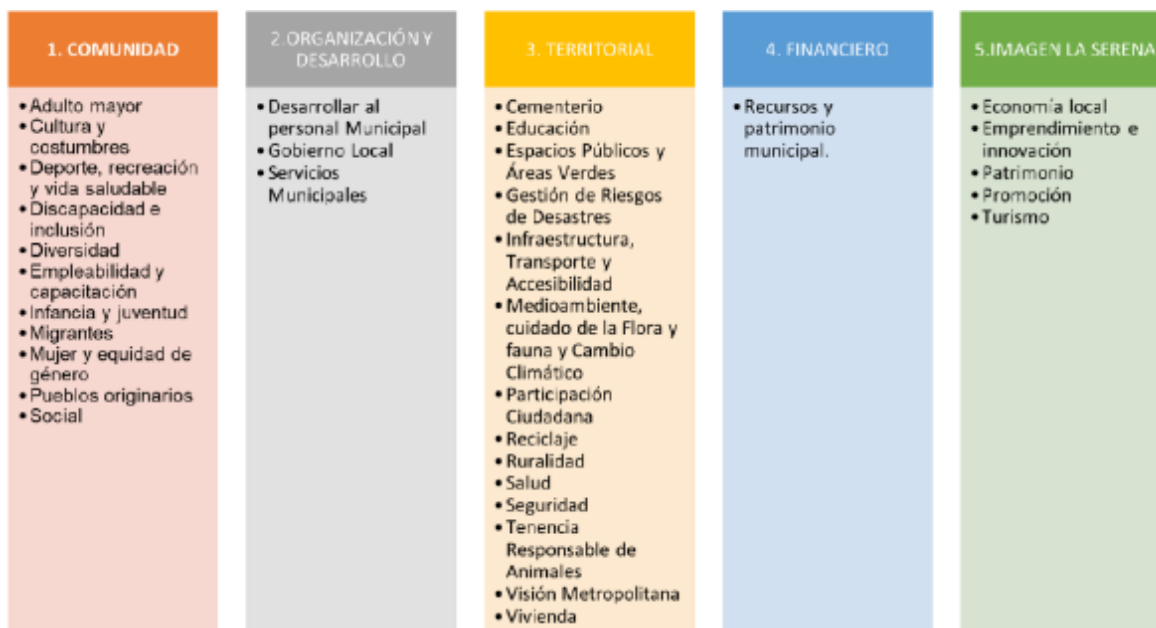 1. COMUNIDAD
• Adulto mayor
• Cultura y
costumbres
• Deporte, recreación
y vida saludable
• Discapacidad e
inclusión
• Diversidad
• Empleabilidad y
capacitación
• Infancia y juventud
• Migrantes
• Mujer y equidad de
género
• Pueblos originarios
• Social
2.ORGANIZACIÓN Y
DESARROLLO
• Desarrollar al
personal Municipal
• Gobierno Local
• Servicios
Municipales
3. TERRITORIAL
• Cementerio
• Educación
• Espacios Públicos y
Áreas Verdes
• Gestión de Riesgos
de Desastres
• Infraestructura,
Transporte y
Accesibilidad
• Medioambiente,
cuidado de la Flora y
fauna y Cambio
Climático
• Participación
Ciudadana
• Reciclaje
• Ruralidad
• Salud
• Seguridad
• Tenencia
Responsable de
Animales
• Visión Metropolitana
• Vivienda
4. FINANCIERO
• Recursos y
patrimonio
municipal.
5.IMAGEN LA SERENA
• Economía local
• Emprendimiento e
innovación
• Patrimonio
• Promoción
• Turismo